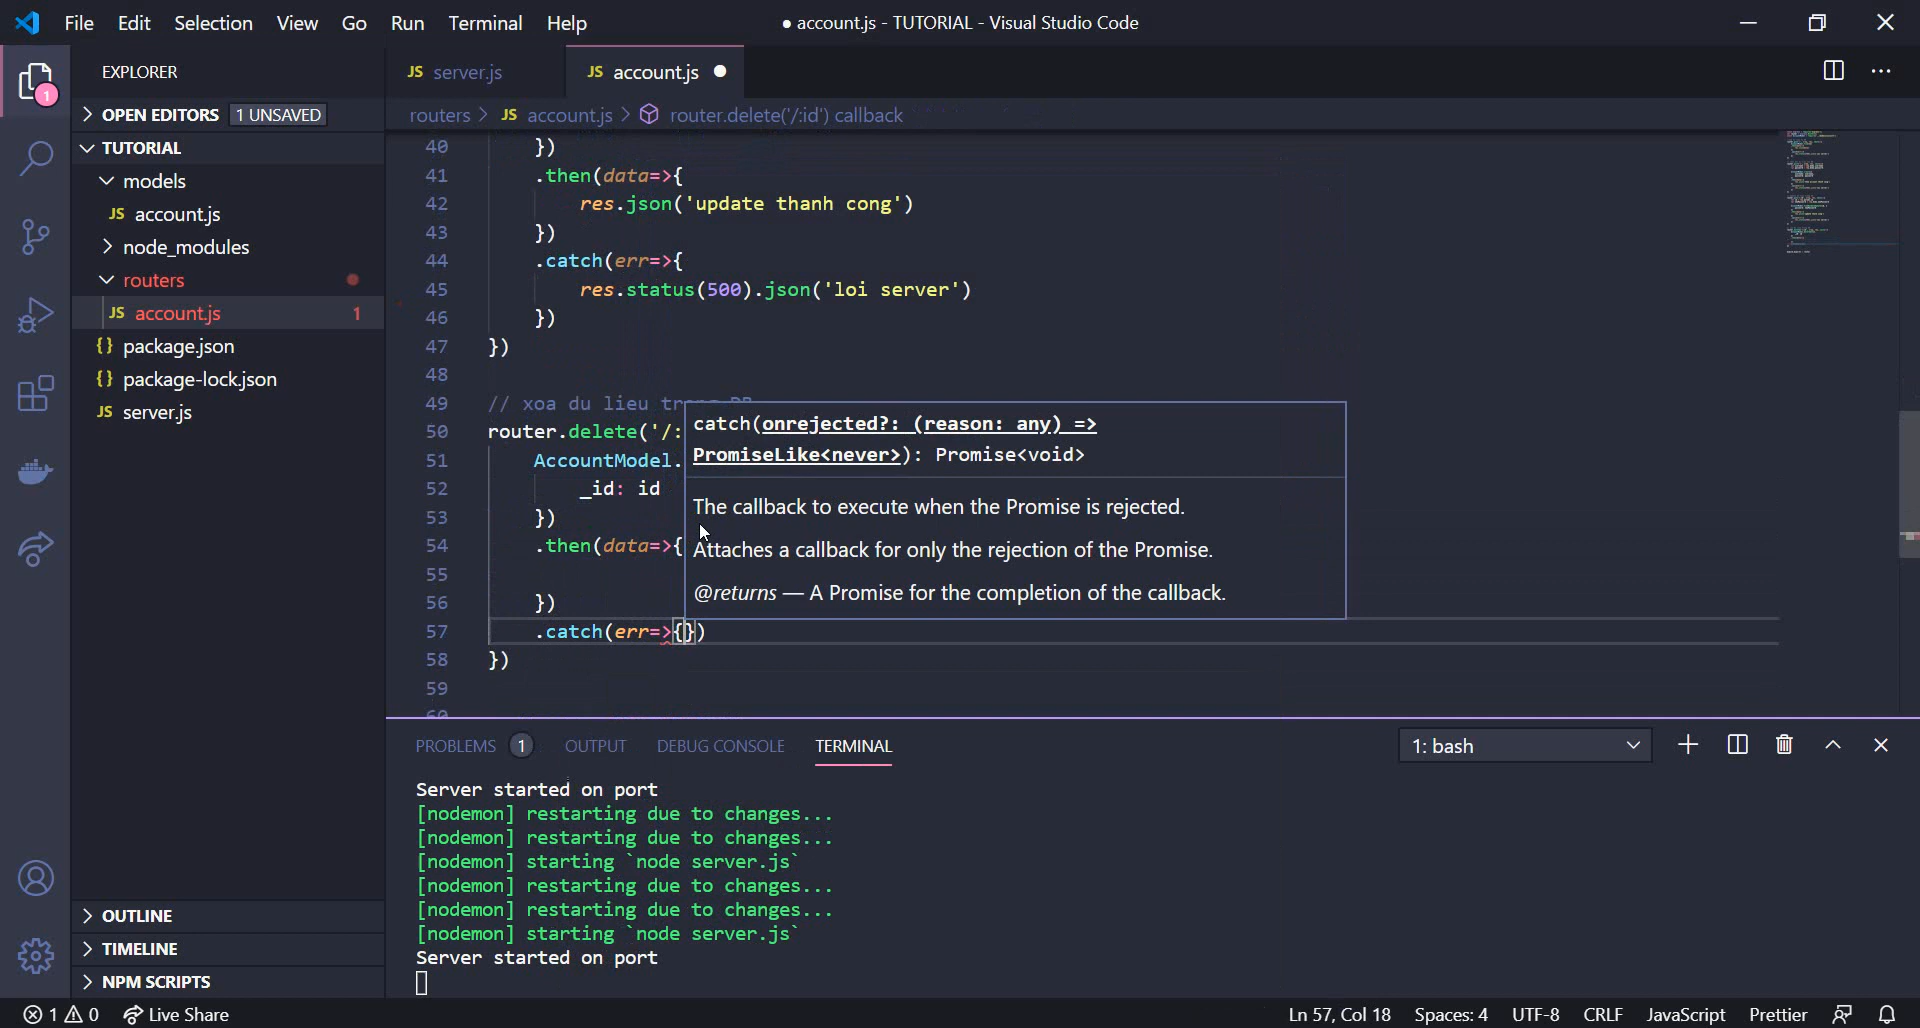 File Edit Selection View Go Run Terminal Help
● account.js - TUTORIAL - Visual Studio Code
EXPLORER
OPEN EDITORS 1 UNSAVED
TUTORIAL
models
JS account.js
node_modules
routers
JS account.js 1
{} package.json
{} package-lock.json
JS server.js
OUTLINE
TIMELINE
NPM SCRIPTS
1
JS server.js
JS account.js ●
routers > JS account.js > router.delete('/:id') callback
40 })
41 .then(data=>{
42 res.json('update thanh cong')
43 })
44 .catch(err=>{
45 res.status(500).json('loi server')
46 })
47 })
48
49 // xoa du lieu trong DB
50 router.delete('/:
51 AccountModel.
52 _id: id
53 })
54 .then(data=>{
55
56 })
57 .catch(err=>{})
58 })
59
60
catch(onrejected?: (reason: any) =>
PromiseLike<never>): Promise<void>
The callback to execute when the Promise is rejected.
Attaches a callback for only the rejection of the Promise.
@returns — A Promise for the completion of the callback.
PROBLEMS 1 OUTPUT DEBUG CONSOLE TERMINAL
1: bash
Server started on port
[nodemon] restarting due to changes...
[nodemon] restarting due to changes...
[nodemon] starting `node server.js`
[nodemon] restarting due to changes...
[nodemon] restarting due to changes...
[nodemon] starting `node server.js`
Server started on port
1 0 Live Share
Ln 57, Col 18 Spaces: 4 UTF-8 CRLF JavaScript Prettier